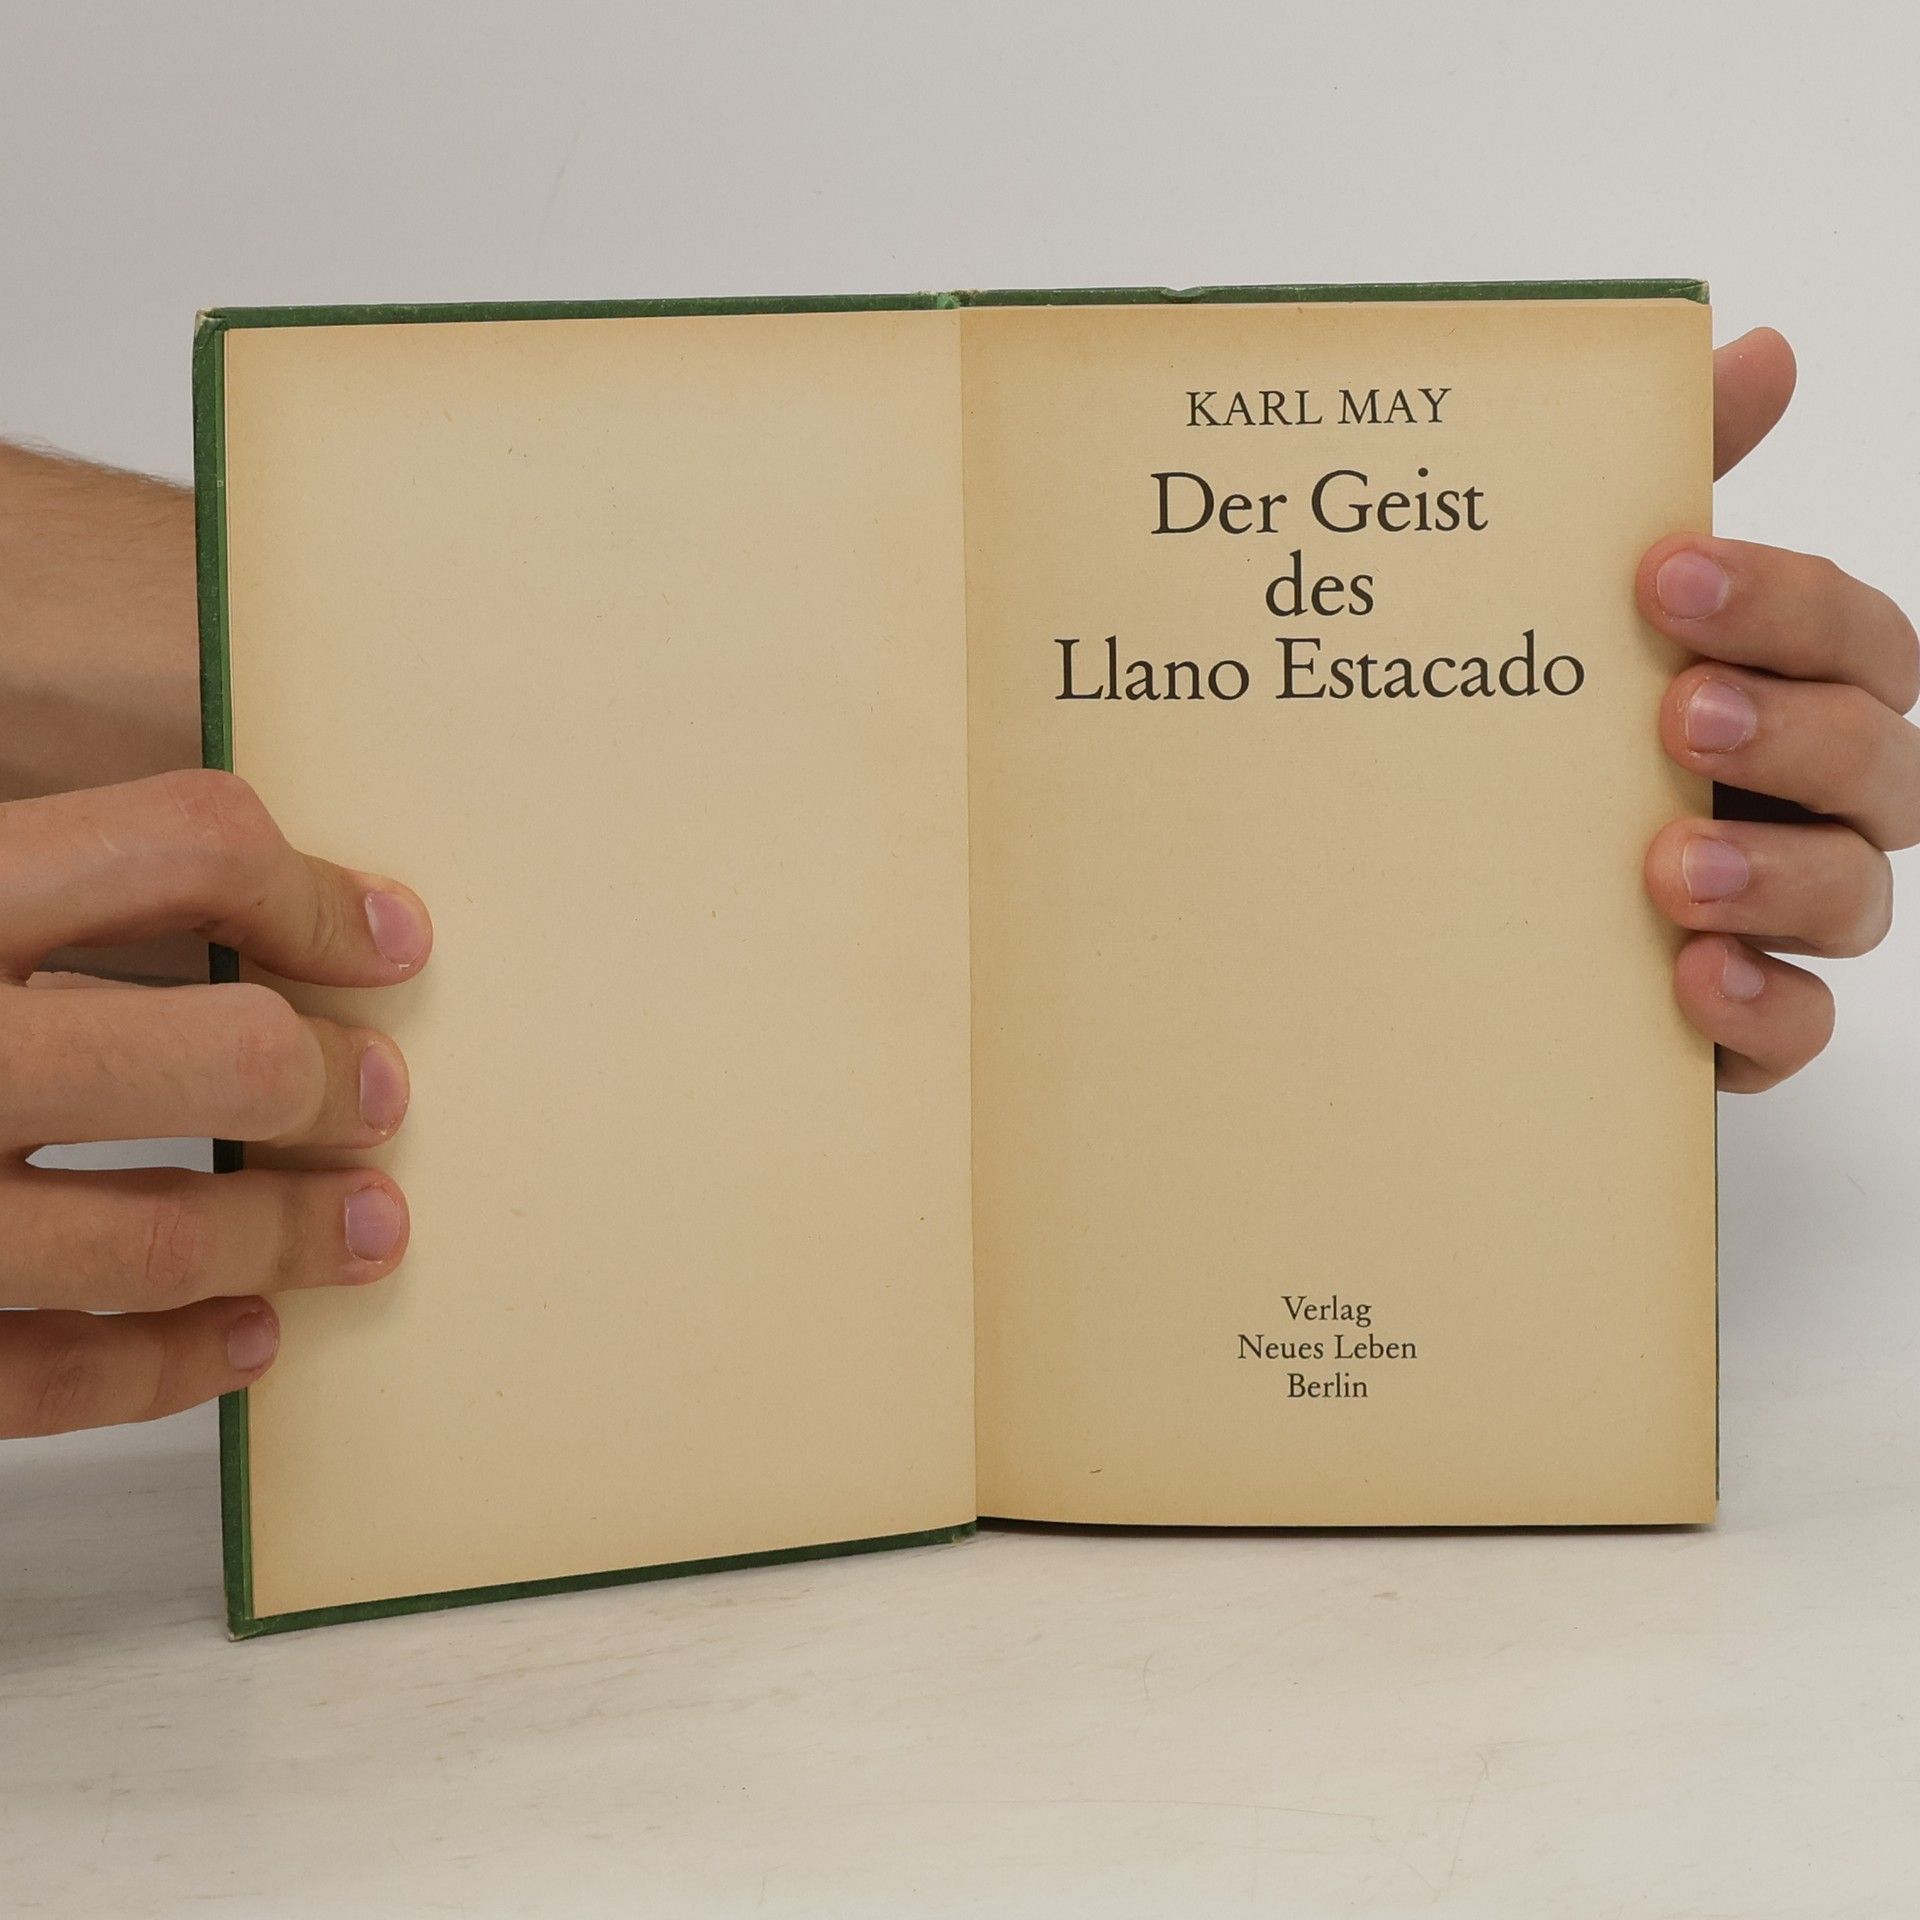 KARL MAY
Der Geist
des
Llano Estacado
Verlag
Neues Leben
Berlin